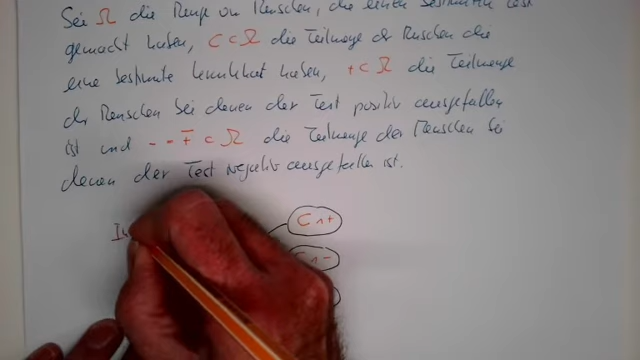 Sei Ω die Menge von Menschen, die einen bestimmten Test
gemacht haben, C ⊂ Ω die Teilmenge der Menschen die
eine bestimmte Krankheit haben, + ⊂ Ω die Teilmenge
der Menschen bei denen der Test positiv ausgefallen
ist und - = +̅ ⊂ Ω die Teilmenge der Menschen bei
denen der Test negativ ausgefallen ist.
C ∩ +
∩ -